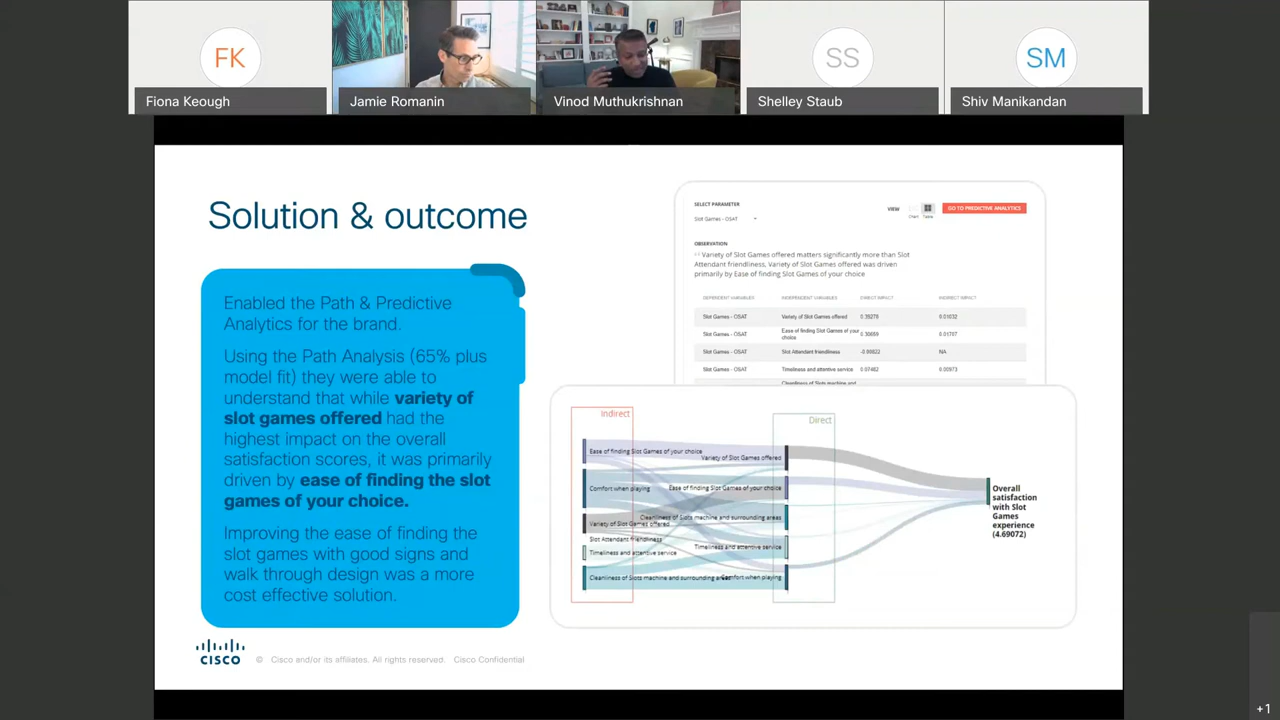 FK
SS
SM
Fiona Keough
Jamie Romanin
Vinod Muthukrishnan
Shelley Staub
Shiv Manikandan
Solution & outcome
Enabled the Path & Predictive
Analytics for the brand.
Using the Path Analysis (65% plus
model fit) they were able to
understand that while variety of
slot games offered had the
highest impact on the overall
satisfaction scores, it was primarily
driven by ease of finding the slot
games of your choice.
Improving the ease of finding the
slot games with good signs and
walk through design was a more
cost effective solution.
SELECT PARAMETER
Slot Games - OSAT
VIEW
Chart
Table
GO TO PREDICTIVE ANALYTICS
OBSERVATION
Variety of Slot Games offered matters significantly more than Slot
Attendant friendliness. Variety of Slot Games offered was driven
primarily by Ease of finding Slot Games of your choice
DEPENDENT VARIABLES INDEPENDENT VARIABLES DIRECT IMPACT INDIRECT IMPACT
Slot Games - OSAT Variety of Slot Games offered 0.01032
Slot Games - OSAT Ease of finding Slot Games of your choice 0.01707
Slot Games - OSAT Slot Attendant friendliness NA
Slot Games - OSAT Timeliness and attentive service 0.07482 0.05973
Cleanliness of Slots machine and
Indirect
Direct
Ease of finding Slot Games of your choice
Comfort when playing
Variety of Slot Games offered
Slot Attendant friendliness
Timeliness and attentive service
Cleanliness of Slots machine and surrounding areas
Variety of Slot Games offered
Ease of finding Slot Games of your choice
Cleanliness of Slots machine and surrounding areas
Timeliness and attentive service
Comfort when playing
Overall
satisfaction
with Slot
Games
experience
(4.69072)
CISCO
© Cisco and/or its affiliates. All rights reserved. Cisco Confidential
+1